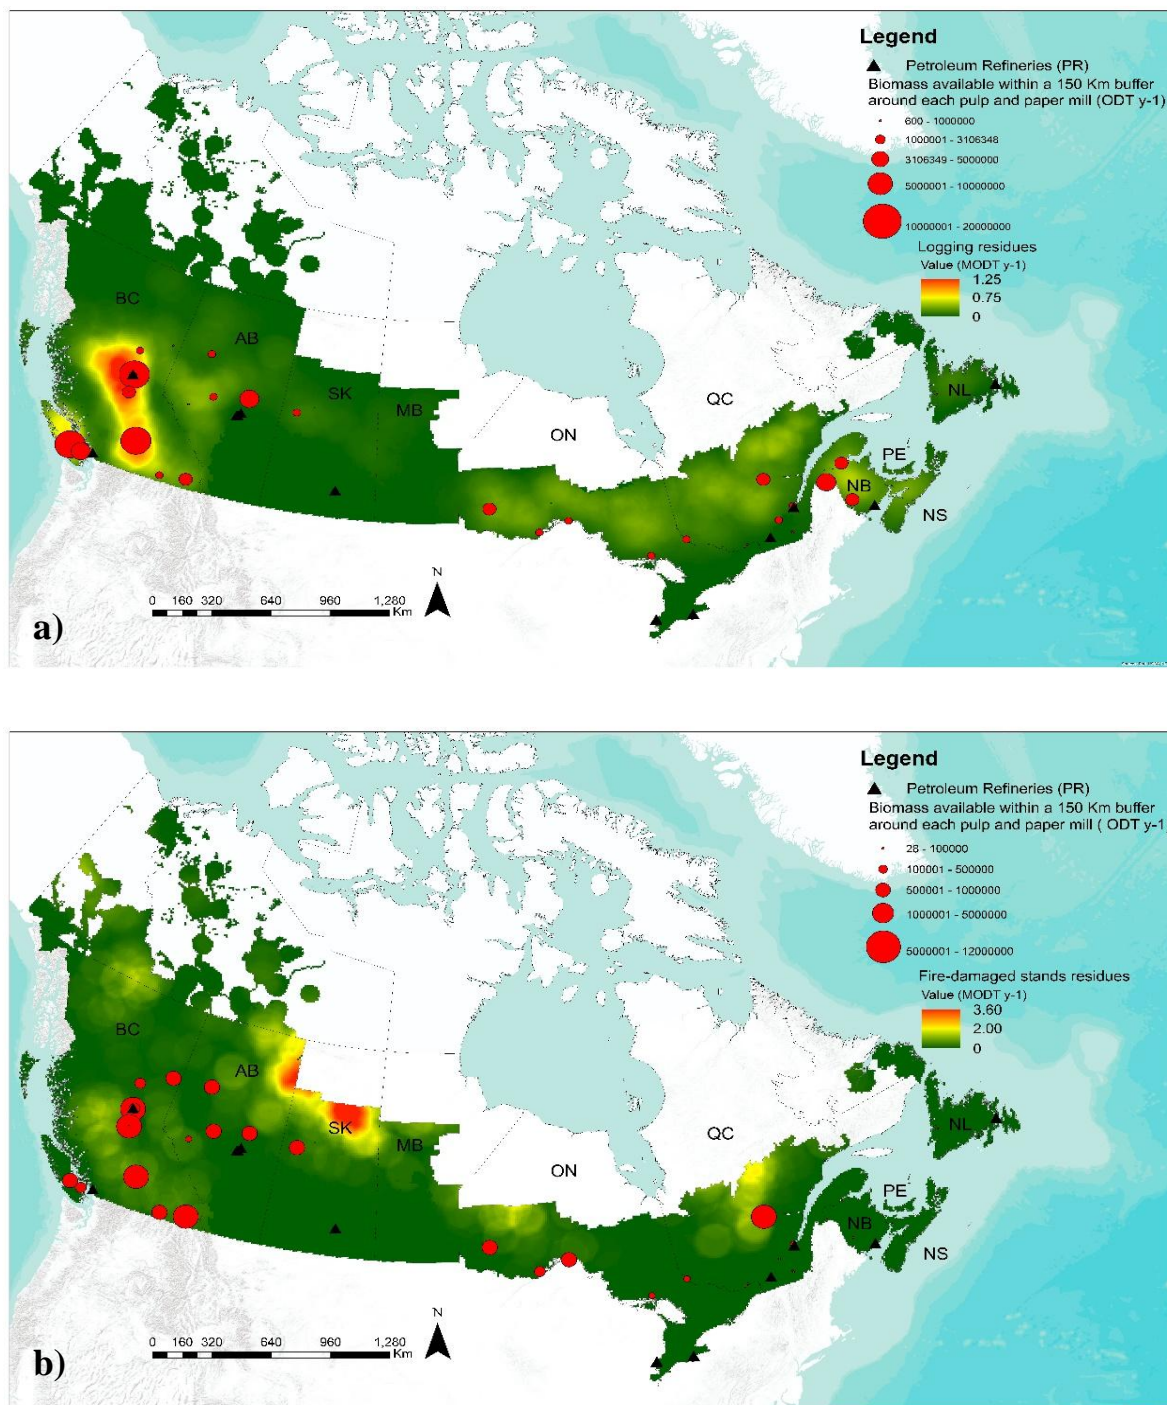 Legend
Petroleum Refineries (PR)
Biomass available within a 150 Km buffer
around each pulp and paper mill (ODT y-1)
600 - 1000000
1000001 - 3106348
3106349 - 5000000
5000001 - 10000000
10000001 - 20000000
Logging residues
Value (MODT y-1)
1.25
0.75
0
BC
AB
SK
MB
ON
QC
NL
PE
NB
NS
N
0 160 320 640 960 1,280
Km
a)
Legend
Petroleum Refineries (PR)
Biomass available within a 150 Km buffer
around each pulp and paper mill ( ODT y-1
28 - 100000
100001 - 500000
500001 - 1000000
1000001 - 5000000
5000001 - 12000000
Fire-damaged stands residues
Value (MODT y-1)
3.60
2.00
0
BC
AB
SK
MB
ON
QC
NL
PE
NB
NS
N
0 160 320 640 960 1,280
Km
b)